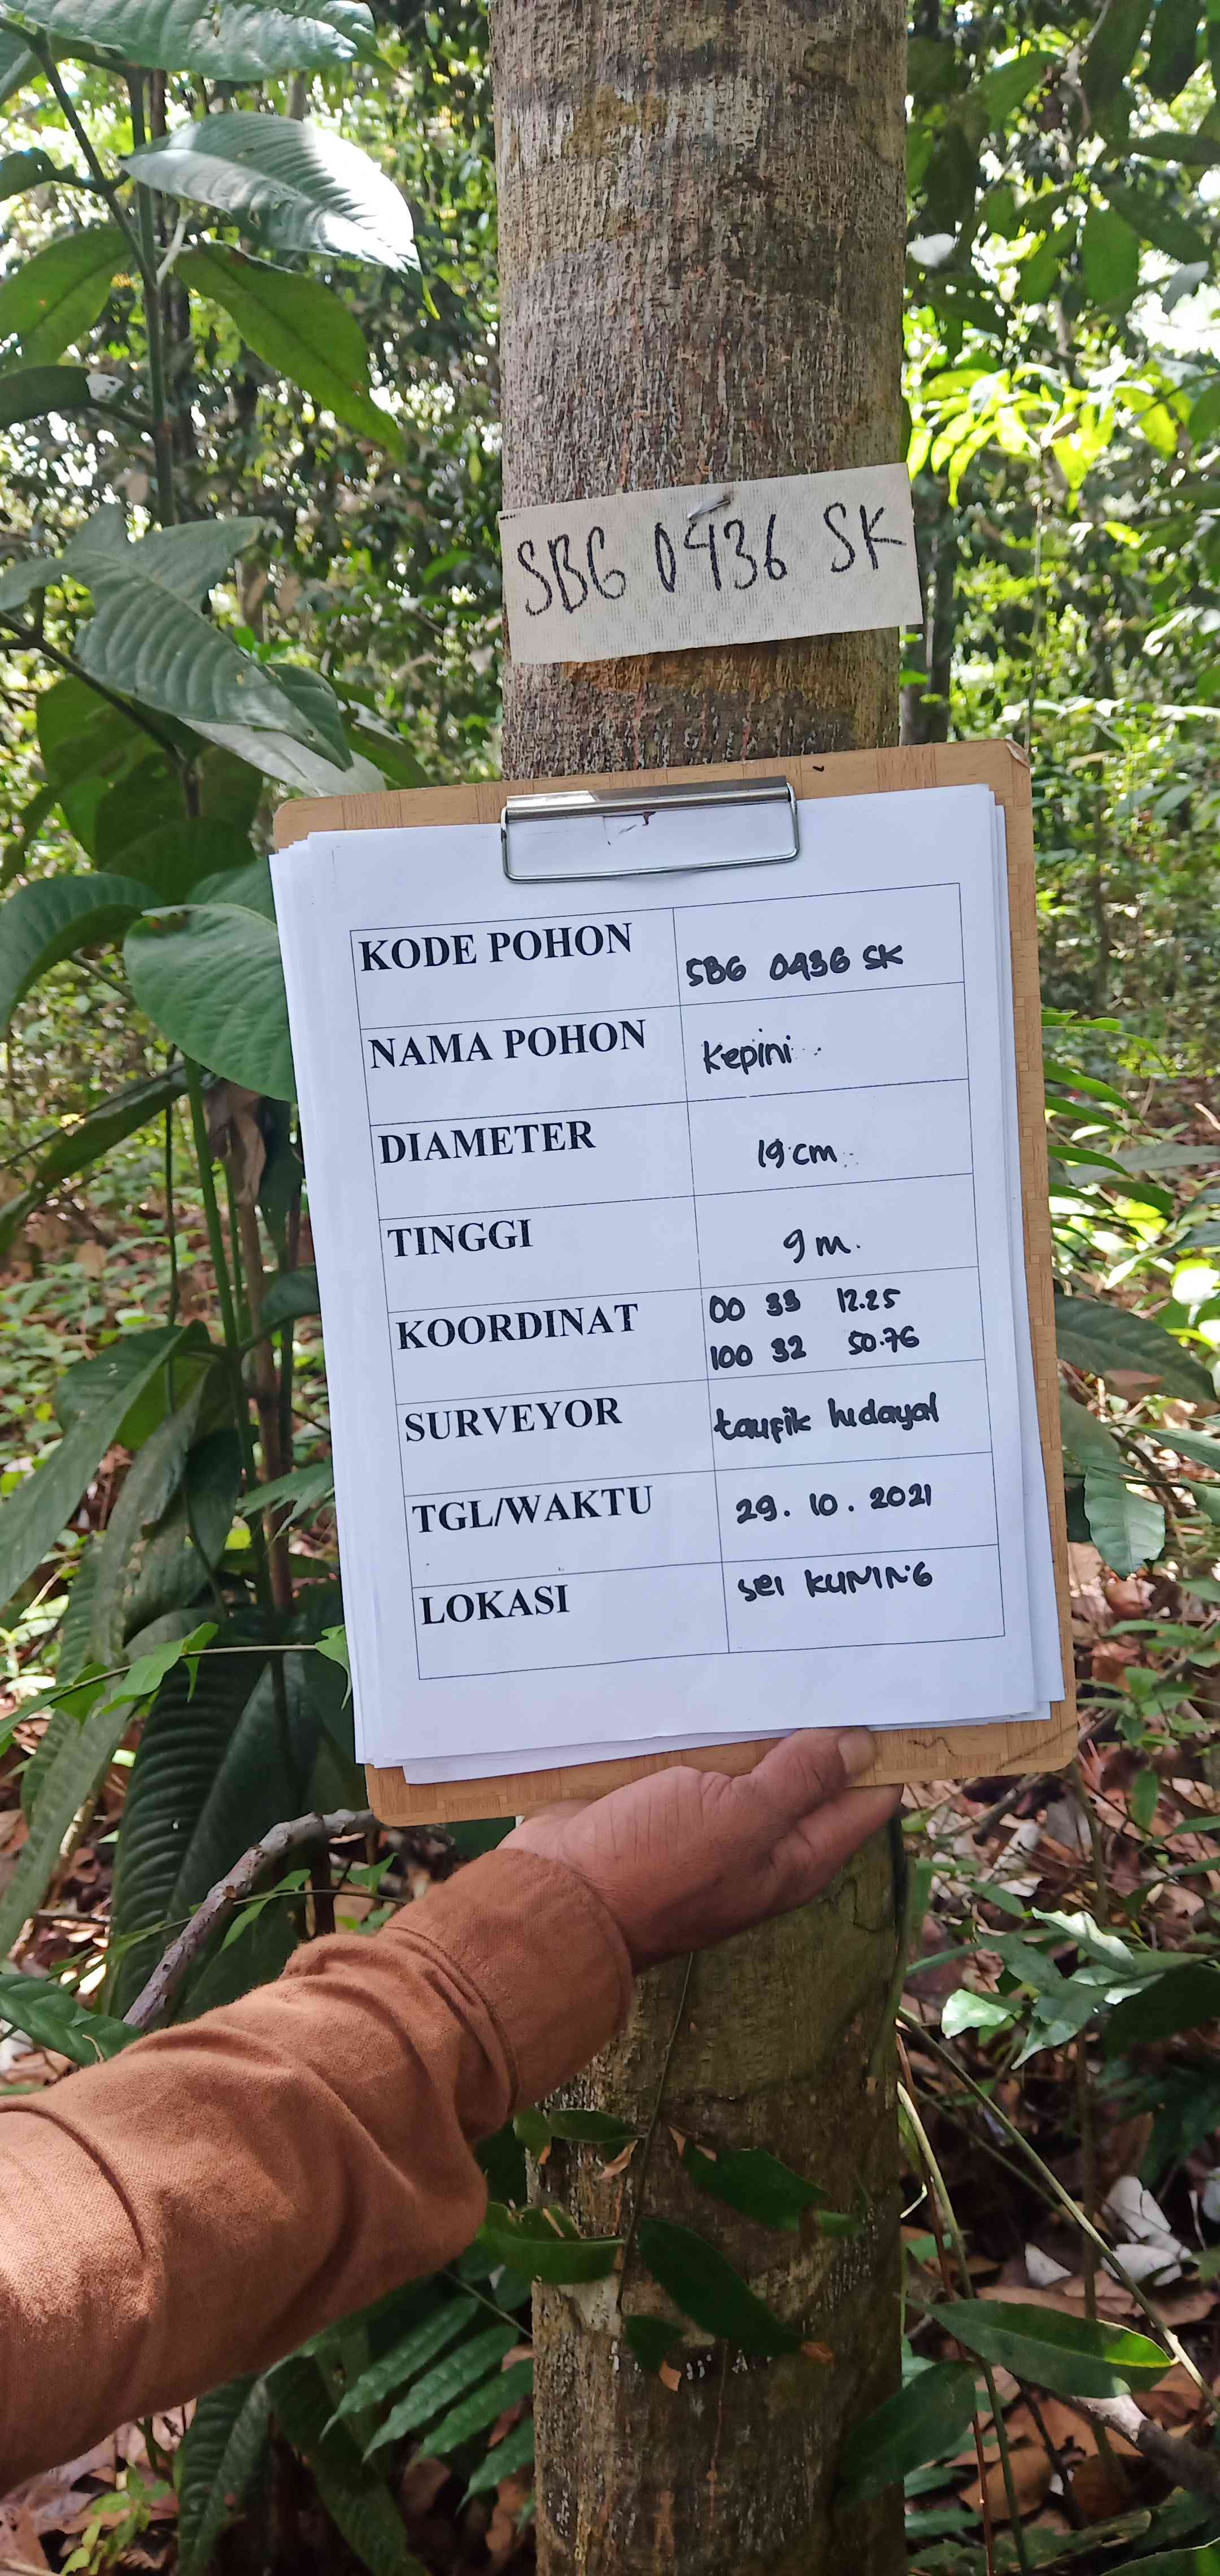 SBG 0436 SK
KODE POHON SBG 0436 SK
NAMA POHON Kepini
DIAMETER 19 cm
TINGGI 9 m.
KOORDINAT 00 33 12.25
100 32 50.76
SURVEYOR taufik hidayat
TGL/WAKTU 29. 10. 2021
LOKASI Sei KUNING